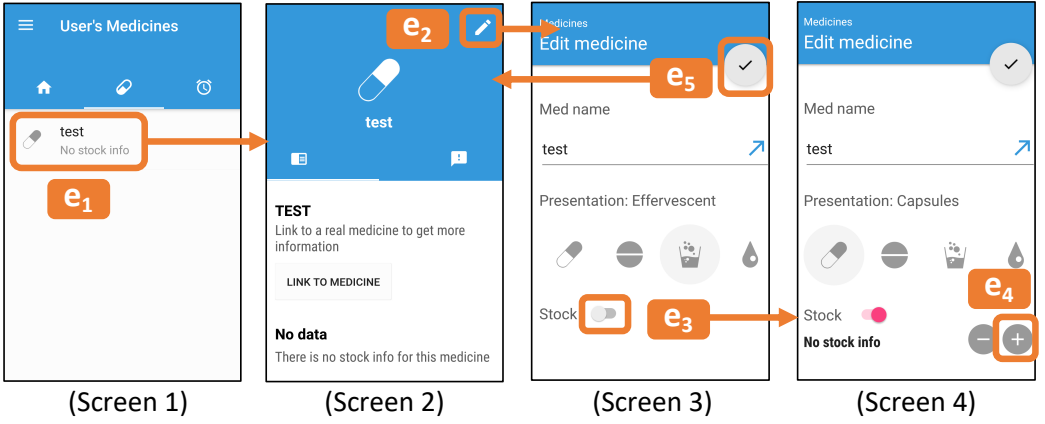 User's Medicines
test
No stock info
e1
(Screen 1)
e2
test
TEST
Link to a real medicine to get more
information
LINK TO MEDICINE
No data
There is no stock info for this medicine
(Screen 2)
Medicines
Edit medicine
e5
Med name
test
Presentation: Effervescent
Stock
e3
(Screen 3)
Medicines
Edit medicine
Med name
test
Presentation: Capsules
e4
Stock
No stock info
(Screen 4)